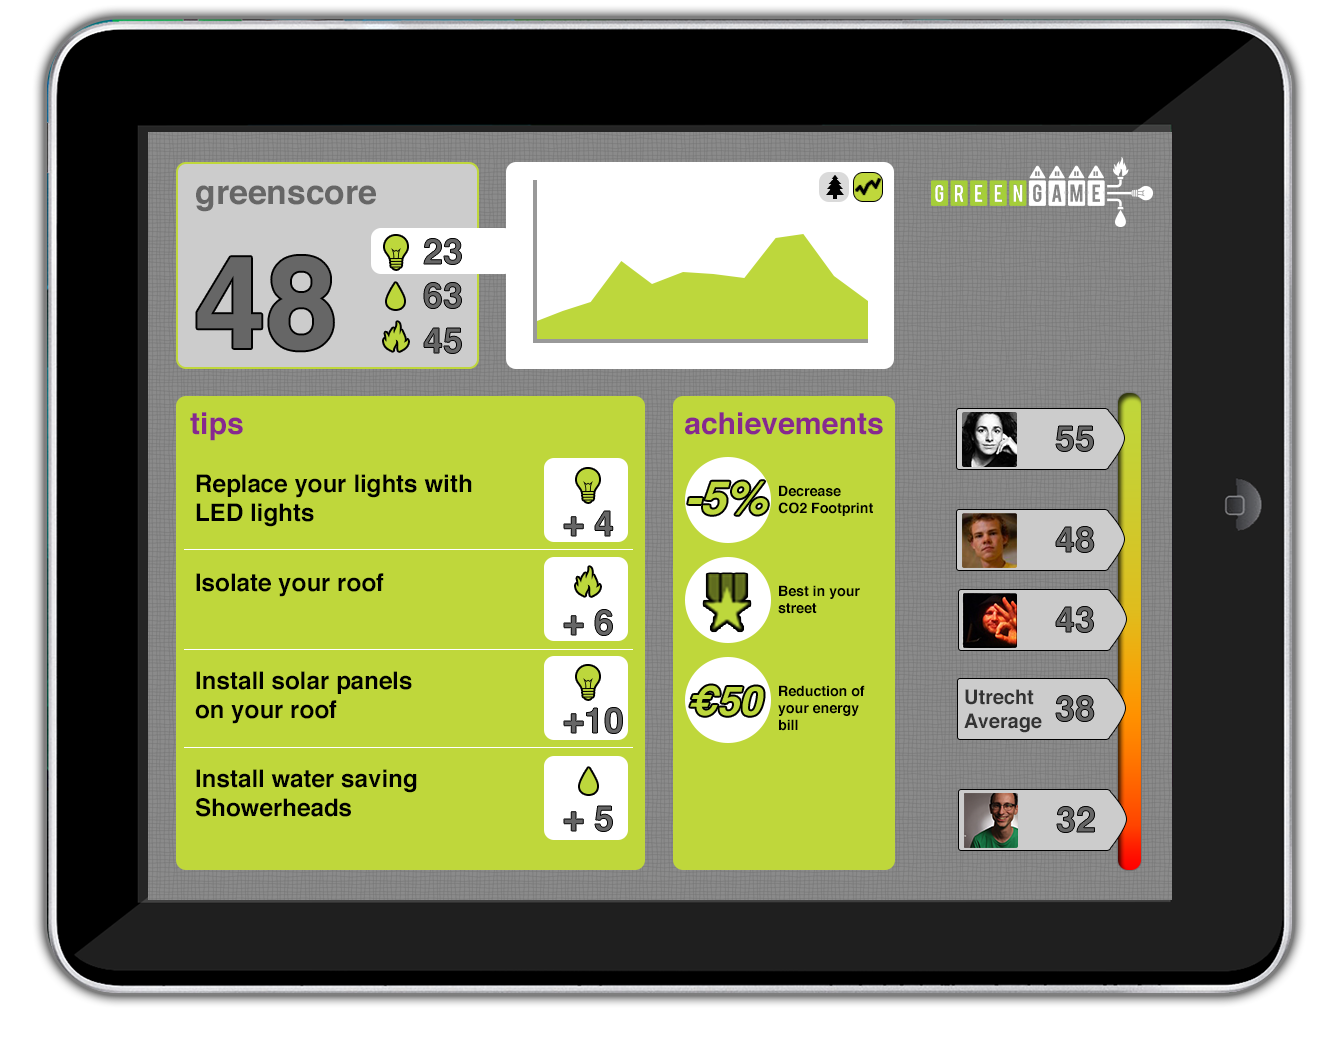 greenscore
48
23
63
45
GREENGAME
tips
Replace your lights with
LED lights
+ 4
Isolate your roof
+ 6
Install solar panels
on your roof
+10
Install water saving
Showerheads
+ 5
achievements
-5%
Decrease
CO2 Footprint
Best in your
street
€50
Reduction of
your energy
bill
55
48
43
Utrecht
Average
38
32